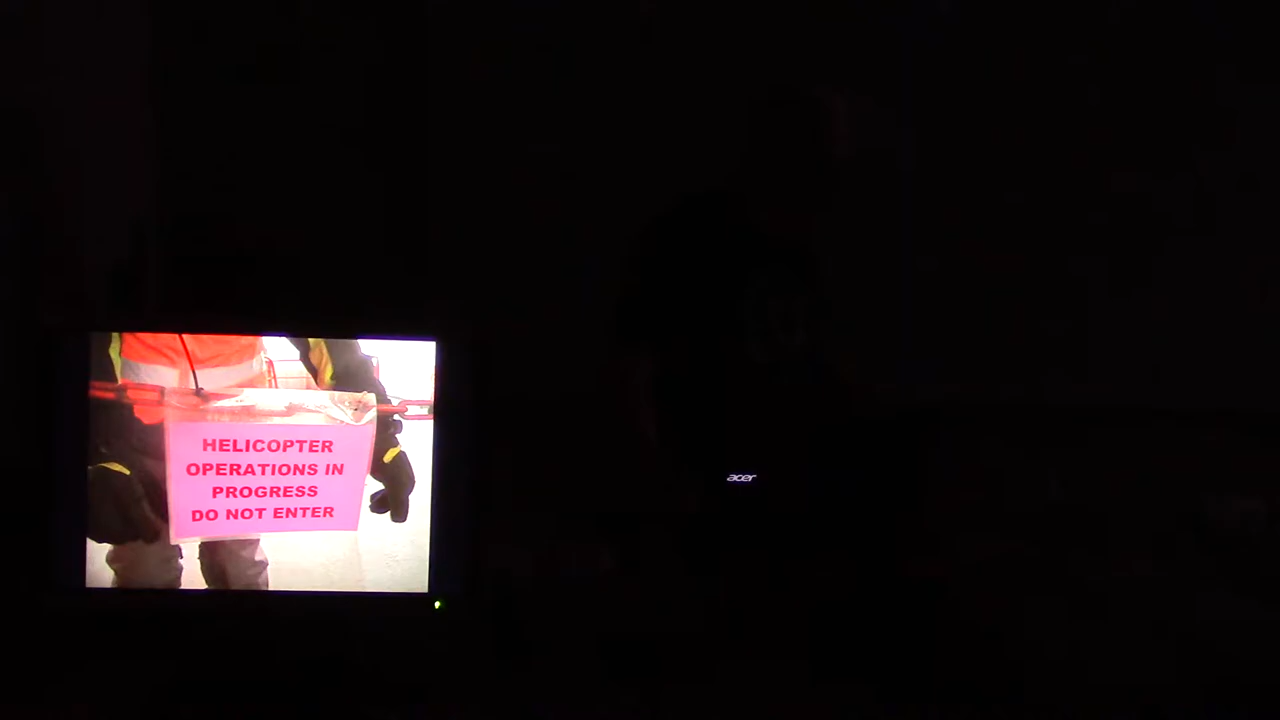 HELICOPTER
OPERATIONS IN
PROGRESS
DO NOT ENTER
acer